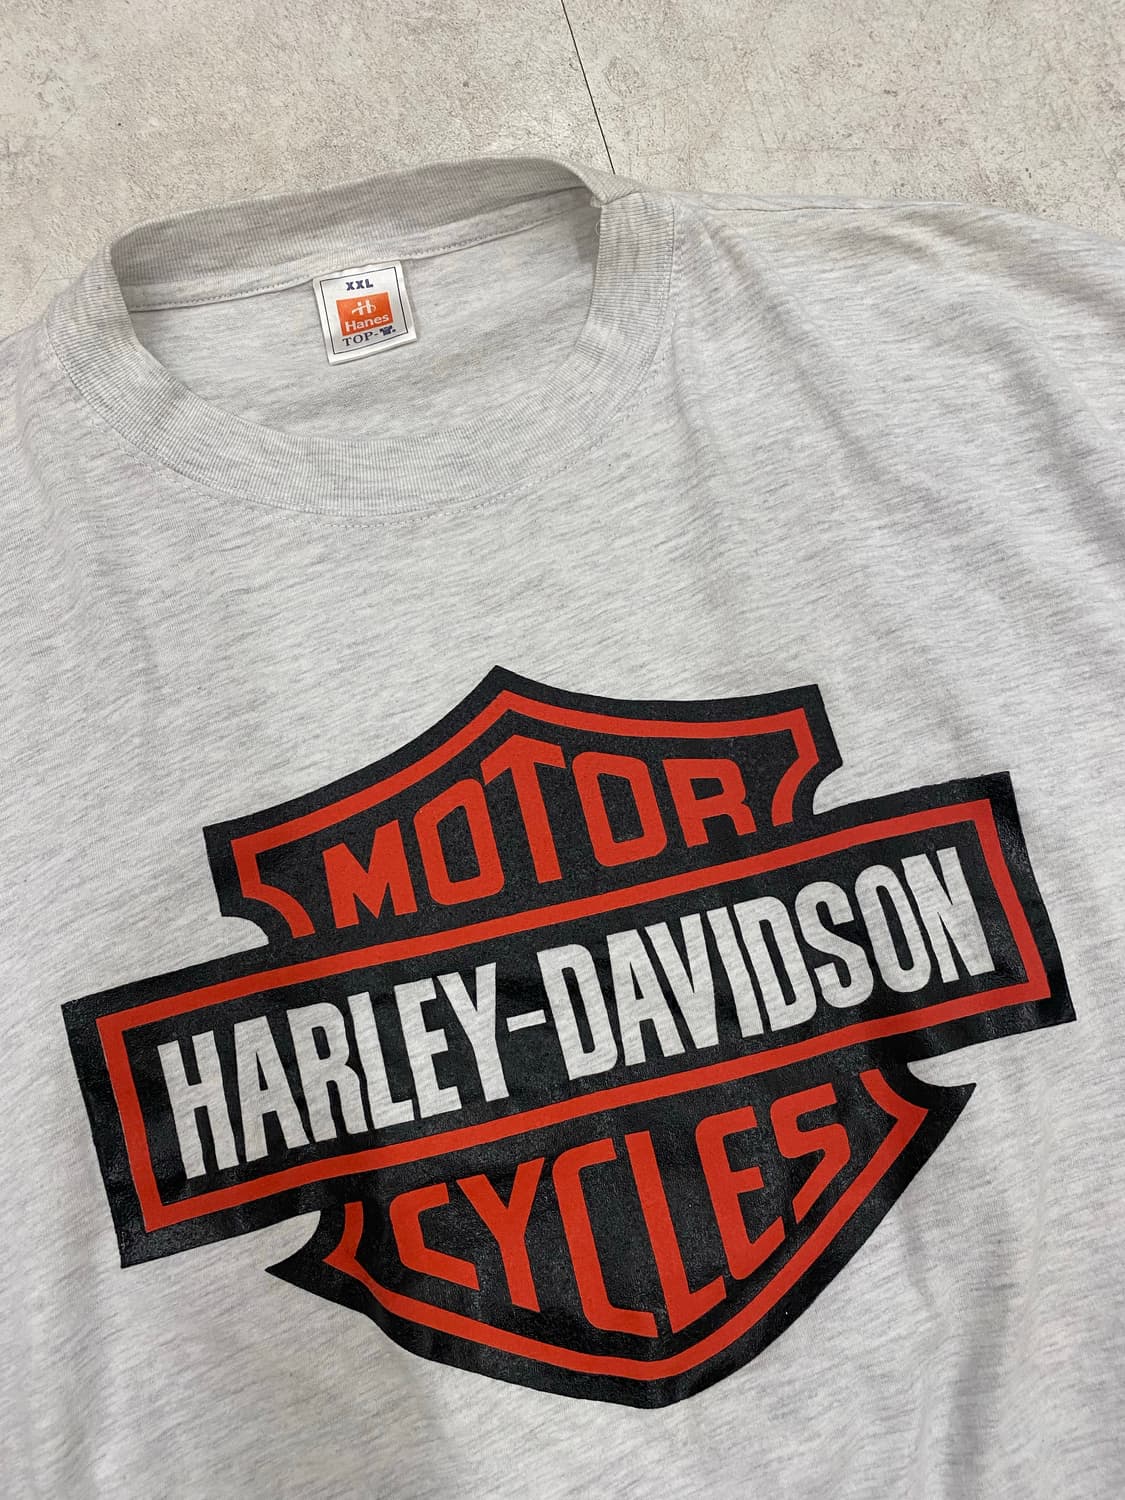 XXL
H
Hanes
TOP-T.
MOTOR
HARLEY-DAVIDSON
CYCLES